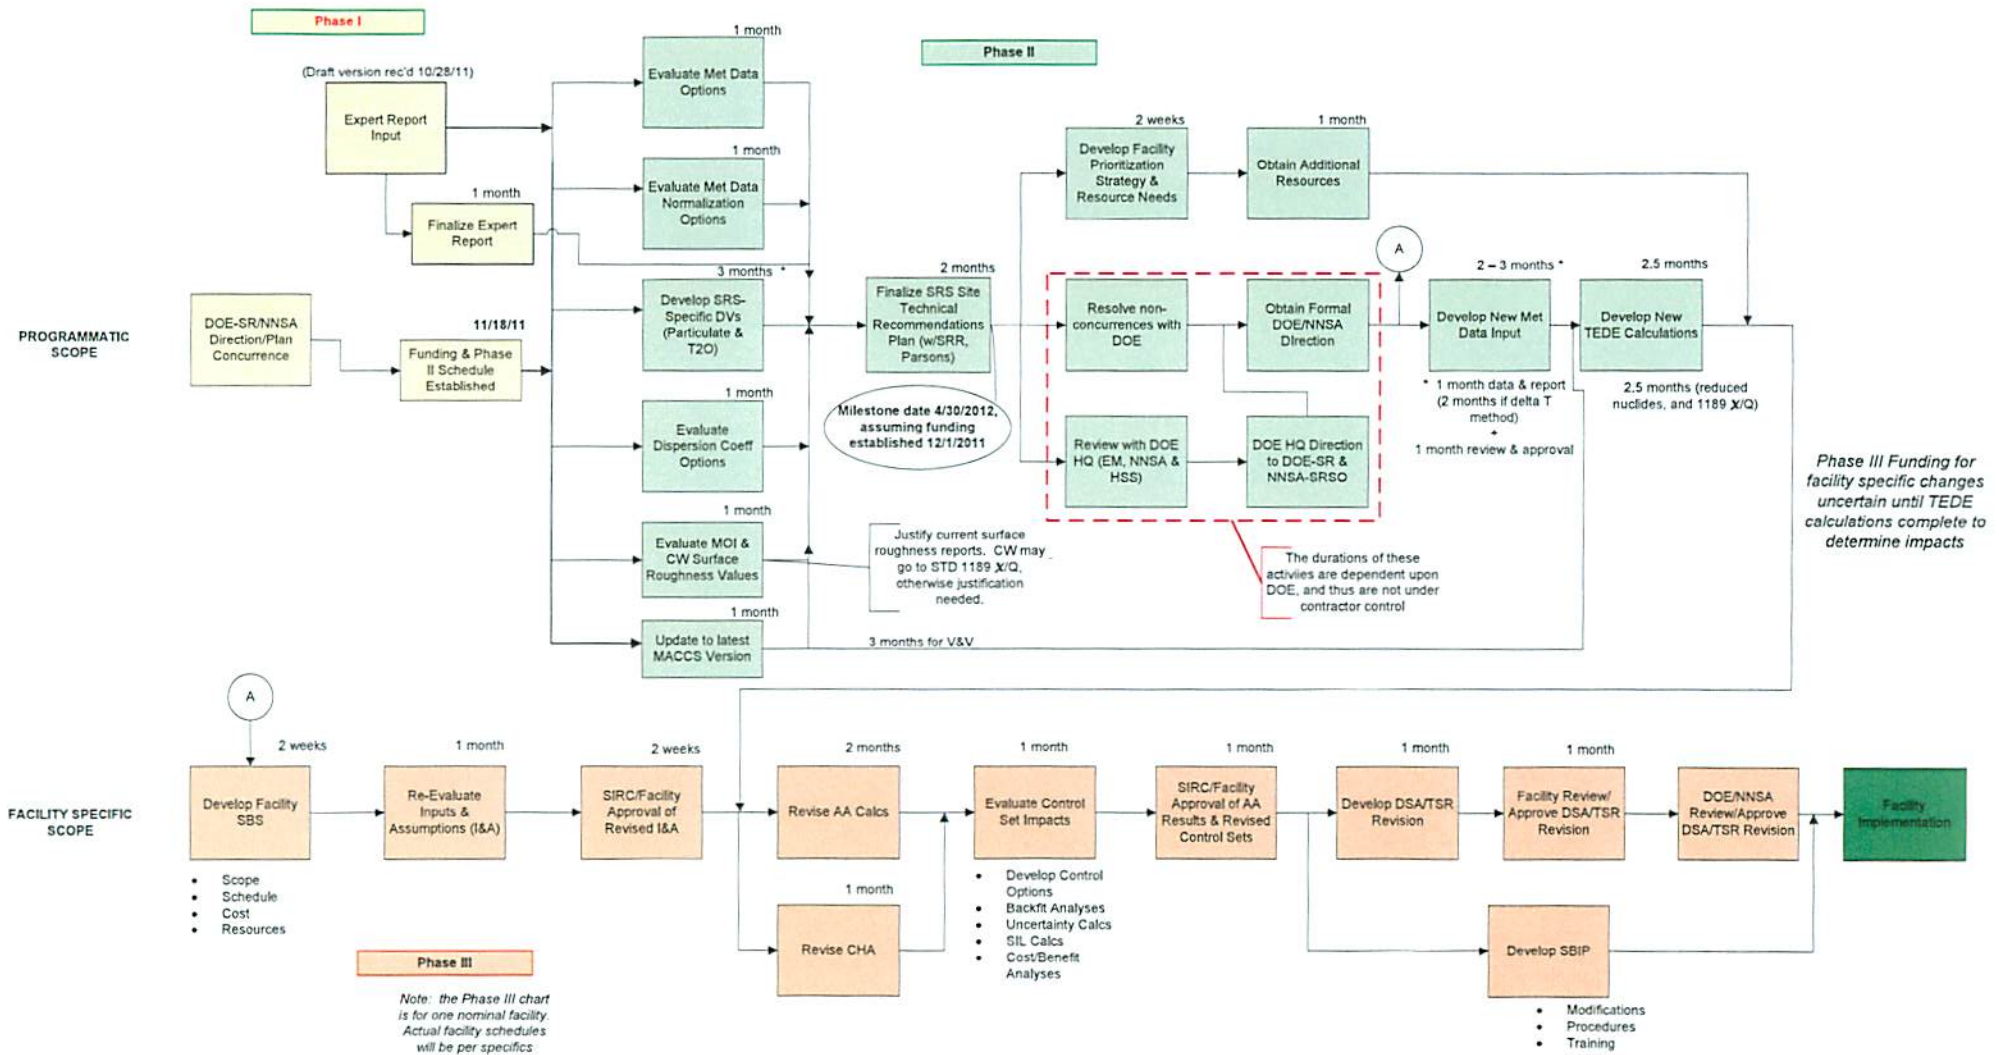 Phase I
(Draft version rec'd 10/28/11)
Expert Report
Input
1 month
Finalize Expert
Report
PROGRAMMATIC
SCOPE
DOE-SR/NNSA
Direction/Plan
Concurrence
11/18/11
Funding & Phase
II Schedule
Established
1 month
Evaluate Met Data
Options
1 month
Evaluate Met Data
Normalization
Options
3 months *
Develop SRS-
Specific DVs
(Particulate &
T2O)
1 month
Evaluate
Dispersion Coeff
Options
1 month
Evaluate MOI &
CW Surface
Roughness Values
1 month
Update to latest
MACCS Version
3 months for V&V
Justify current surface
roughness reports. CW may
go to STD 1189 χ/Q,
otherwise justification
needed.
Phase II
2 months
Finalize SRS Site
Technical
Recommendations
Plan (w/SRR,
Parsons)
Milestone date 4/30/2012,
assuming funding
established 12/1/2011
2 weeks
Develop Facility
Prioritization
Strategy &
Resource Needs
1 month
Obtain Additional
Resources
Resolve non-
concurrences with
DOE
Obtain Formal
DOE/NNSA
Direction
Review with DOE
HQ (EM, NNSA &
HSS)
DOE HQ Direction
to DOE-SR &
NNSA-SRSO
The durations of these
activiies are dependent upon
DOE, and thus are not under
contractor control
A
2 – 3 months *
Develop New Met
Data Input
* 1 month data & report
(2 months if delta T
method)
+
1 month review & approval
2.5 months
Develop New
TEDE Calculations
2.5 months (reduced
nuclides, and 1189 χ/Q)
Phase III Funding for
facility specific changes
uncertain until TEDE
calculations complete to
determine impacts
A
FACILITY SPECIFIC
SCOPE
2 weeks
Develop Facility
SBS
• Scope
• Schedule
• Cost
• Resources
1 month
Re-Evaluate
Inputs &
Assumptions (I&A)
2 weeks
SIRC/Facility
Approval of
Revised I&A
2 months
Revise AA Calcs
1 month
Revise CHA
1 month
Evaluate Control
Set Impacts
• Develop Control
Options
• Backfit Analyses
• Uncertainty Calcs
• SIL Calcs
• Cost/Benefit
Analyses
1 month
SIRC/Facility
Approval of AA
Results & Revised
Control Sets
1 month
Develop DSA/TSR
Revision
1 month
Facility Review/
Approve DSA/TSR
Revision
DOE/NNSA
Review/Approve
DSA/TSR Revision
Facility
Implementation
Develop SBIP
• Modifications
• Procedures
• Training
Phase III
Note: the Phase III chart
is for one nominal facility.
Actual facility schedules
will be per specifics